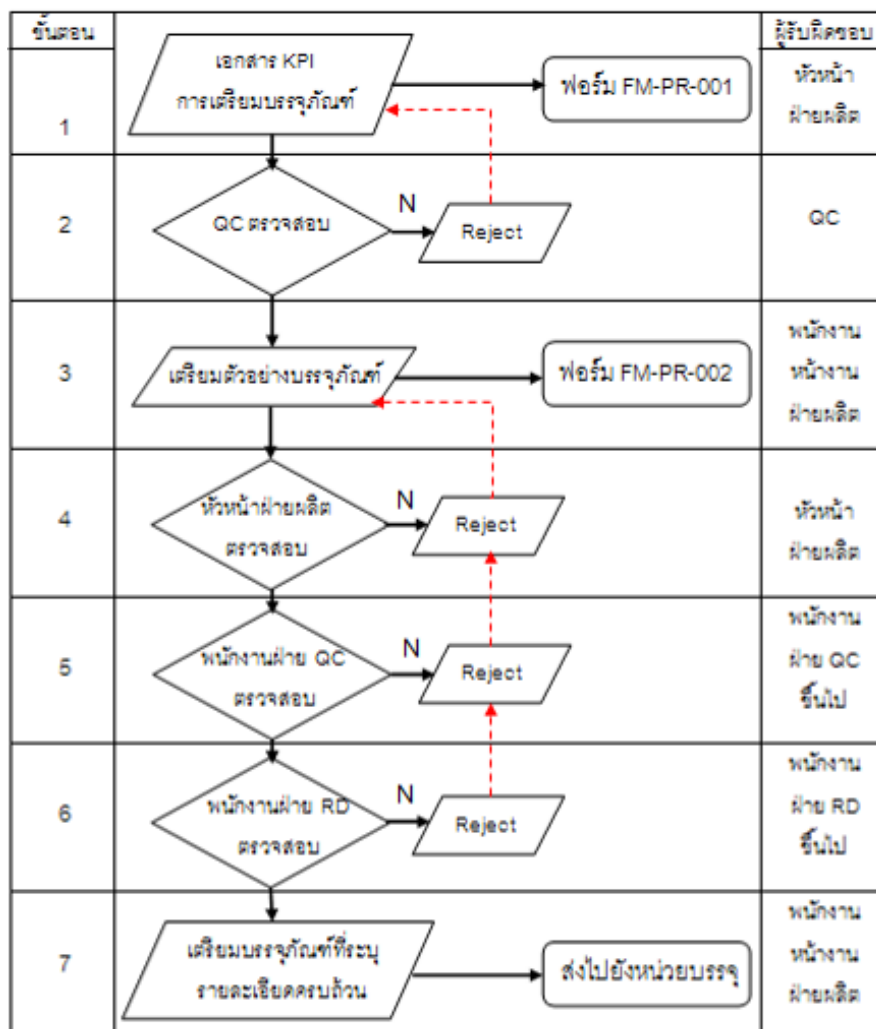 ขั้นตอน
ผู้รับผิดชอบ
1
เอกสาร KPI
การเตรียมบรรจุภัณฑ์
ฟอร์ม FM-PR-001
หัวหน้า
ฝ่ายผลิต
2
QC ตรวจสอบ
N
Reject
QC
3
เตรียมตัวอย่างบรรจุภัณฑ์
ฟอร์ม FM-PR-002
พนักงาน
หน้างาน
ฝ่ายผลิต
4
หัวหน้าฝ่ายผลิต
ตรวจสอบ
N
Reject
หัวหน้า
ฝ่ายผลิต
5
พนักงานฝ่าย QC
ตรวจสอบ
N
Reject
พนักงาน
ฝ่าย QC
ขึ้นไป
6
พนักงานฝ่าย RD
ตรวจสอบ
N
Reject
พนักงาน
ฝ่าย RD
ขึ้นไป
7
เตรียมบรรจุภัณฑ์ที่ระบุ
รายละเอียดครบถ้วน
ส่งไปยังหน่วยบรรจุ
พนักงาน
หน้างาน
ฝ่ายผลิต